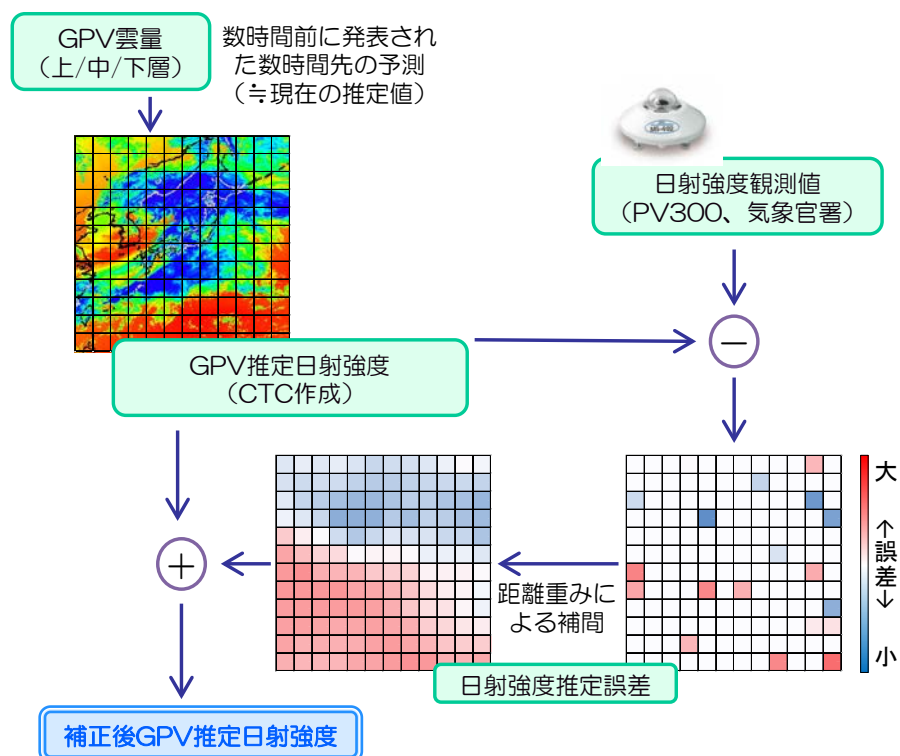 GPV雲量
（上/中/下層）
数時間前に発表され
た数時間先の予測
（≒現在の推定値）
日射強度観測値
（PV300、気象官署）
－
GPV推定日射強度
（CTC作成）
大
↑誤差↓
小
＋
距離重みに
よる補間
日射強度推定誤差
補正後GPV推定日射強度